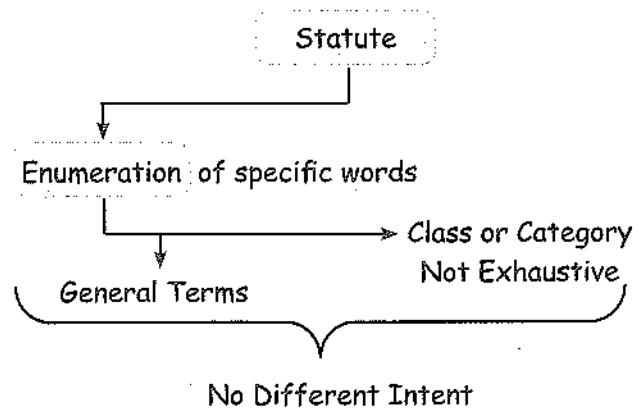 Statute
Enumeration of specific words
Class or Category
Not Exhaustive
General Terms
No Different Intent